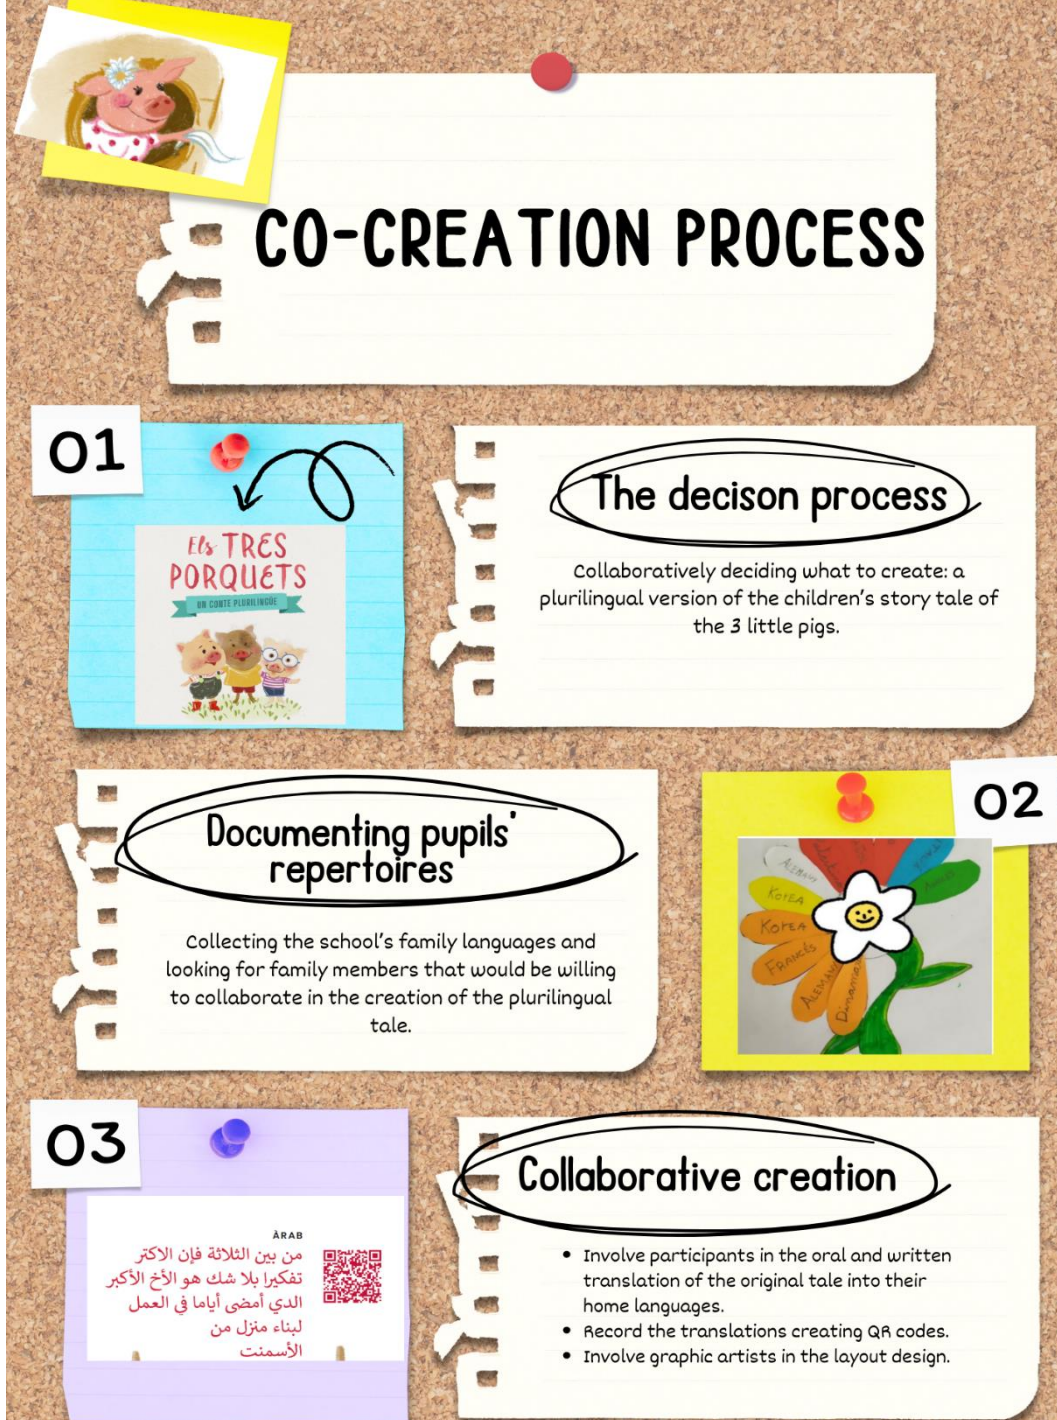 CO-CREATION PROCESS
01
Els TRES
PORQUETS
UN CONTE PLURILINGÜE
The decison process
Collaboratively deciding what to create: a
plurilingual version of the children's story tale of
the 3 little pigs.
Documenting pupils'
repertoires
Collecting the school's family languages and
looking for family members that would be willing
to collaborate in the creation of the plurilingual
tale.
02
ALEMANY
KOREA
KOREA
FRANCÈS
ALEMANY
Dinamar
03
ÀRAB
من بين الثلاثة فإن الاكثر
تفكيرا بلا شك هو الأخ الأكبر
الدي أمضى أياما في العمل
لبناء منزل من
الأسمنت
Collaborative creation
• Involve participants in the oral and written
translation of the original tale into their
home languages.
• Record the translations creating QR codes.
• Involve graphic artists in the layout design.